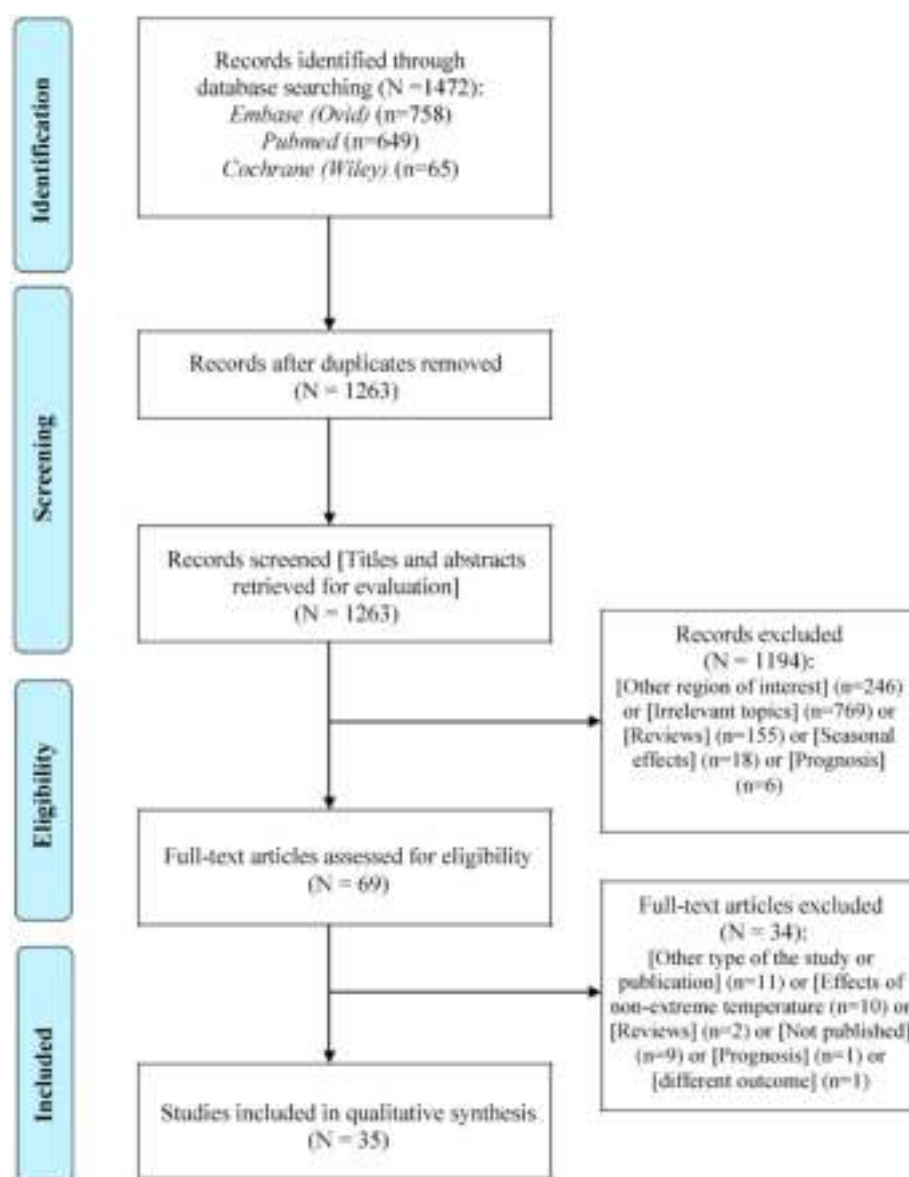 Identification
Records identified through
database searching (N =1472):
Embase (Ovid) (n=758)
Pubmed (n=649)
Cochrane (Wiley) (n=65)
Screening
Records after duplicates removed
(N = 1263)
Records screened [Titles and abstracts
retrieved for evaluation]
(N = 1263)
Records excluded
(N = 1194):
[Other region of interest] (n=246)
or [Irrelevant topics] (n=769) or
[Reviews] (n=155) or [Seasonal
effects] (n=18) or [Prognosis]
(n=6)
Eligibility
Full-text articles assessed for eligibility
(N = 69)
Full-text articles excluded
(N = 34):
[Other type of the study or
publication] (n=11) or [Effects of
non-extreme temperature (n=10) or
[Reviews] (n=2) or [Not published]
(n=9) or [Prognosis] (n=1) or
[different outcome] (n=1)
Included
Studies included in qualitative synthesis
(N = 35)